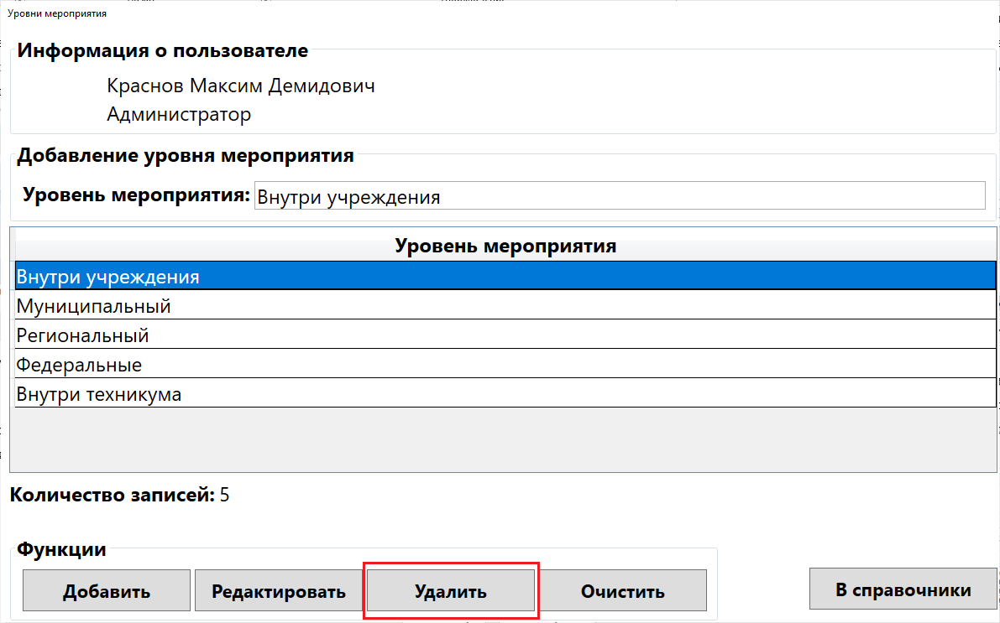 Уровни мероприятия
Информация о пользователе
Краснов Максим Демидович
Администратор
Добавление уровня мероприятия
Уровень мероприятия: Внутри учреждения
Уровень мероприятия
Внутри учреждения
Муниципальный
Региональный
Федеральные
Внутри техникума
Количество записей: 5
Функции
Добавить Редактировать Удалить Очистить В справочники